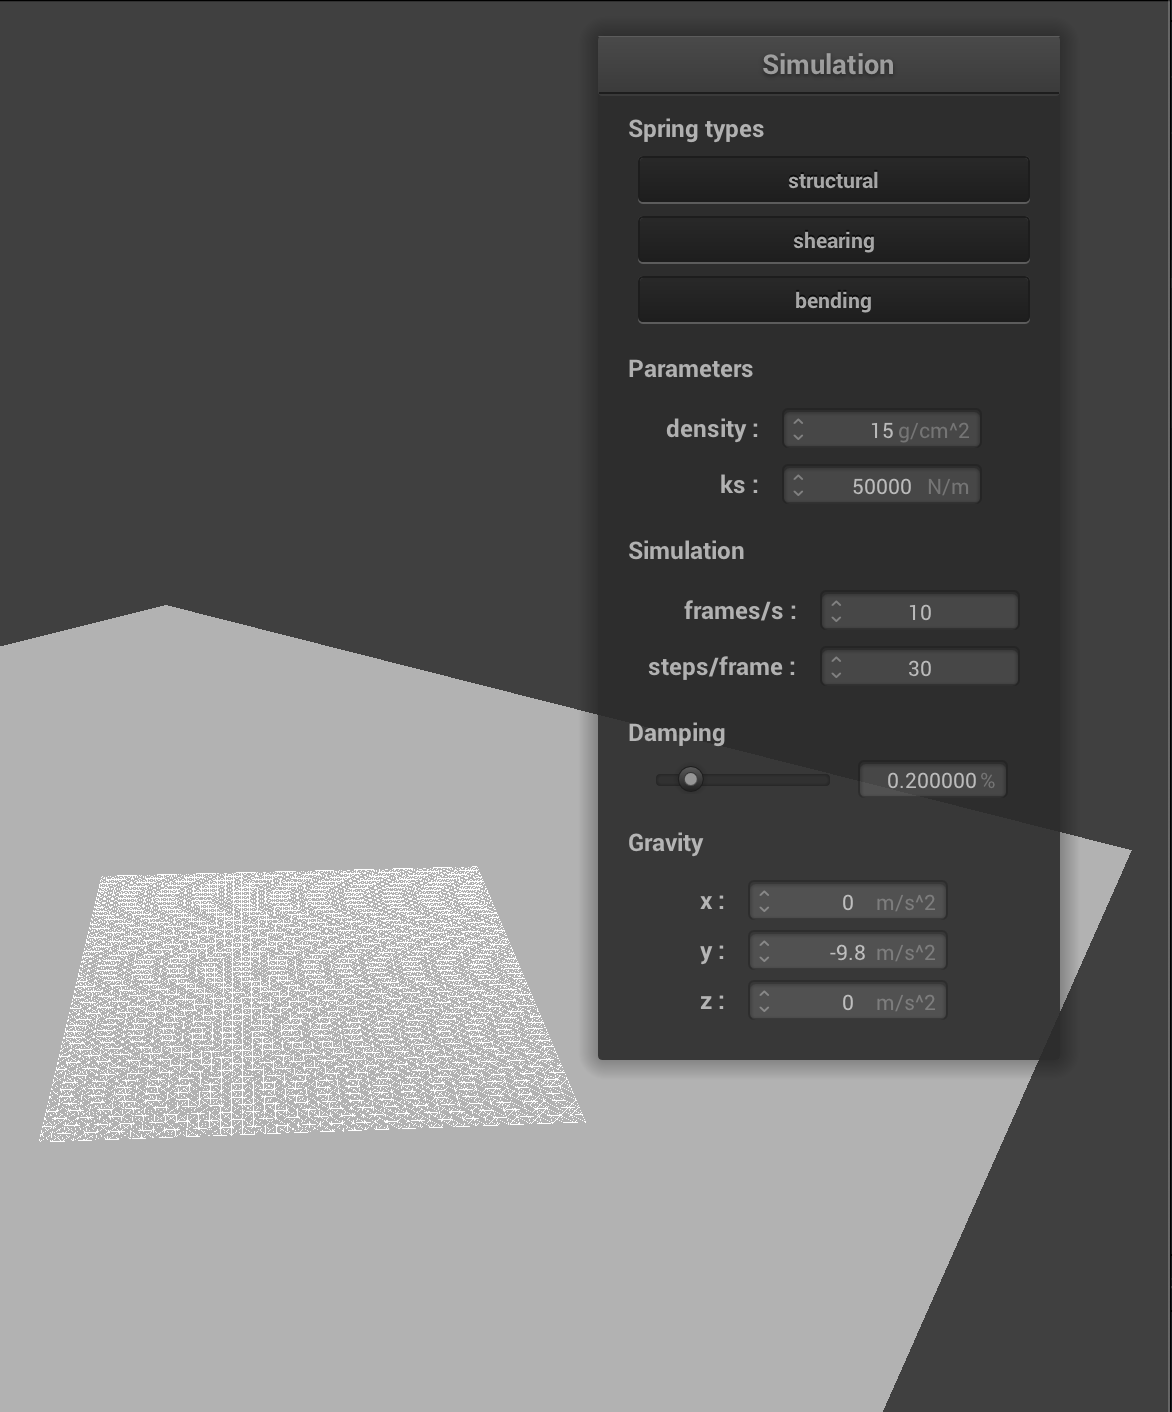 Simulation
Spring types
structural
shearing
bending
Parameters
density : 15 g/cm^2
ks : 50000 N/m
Simulation
frames/s : 10
steps/frame : 30
Damping
0.200000 %
Gravity
x : 0 m/s^2
y : -9.8 m/s^2
z : 0 m/s^2